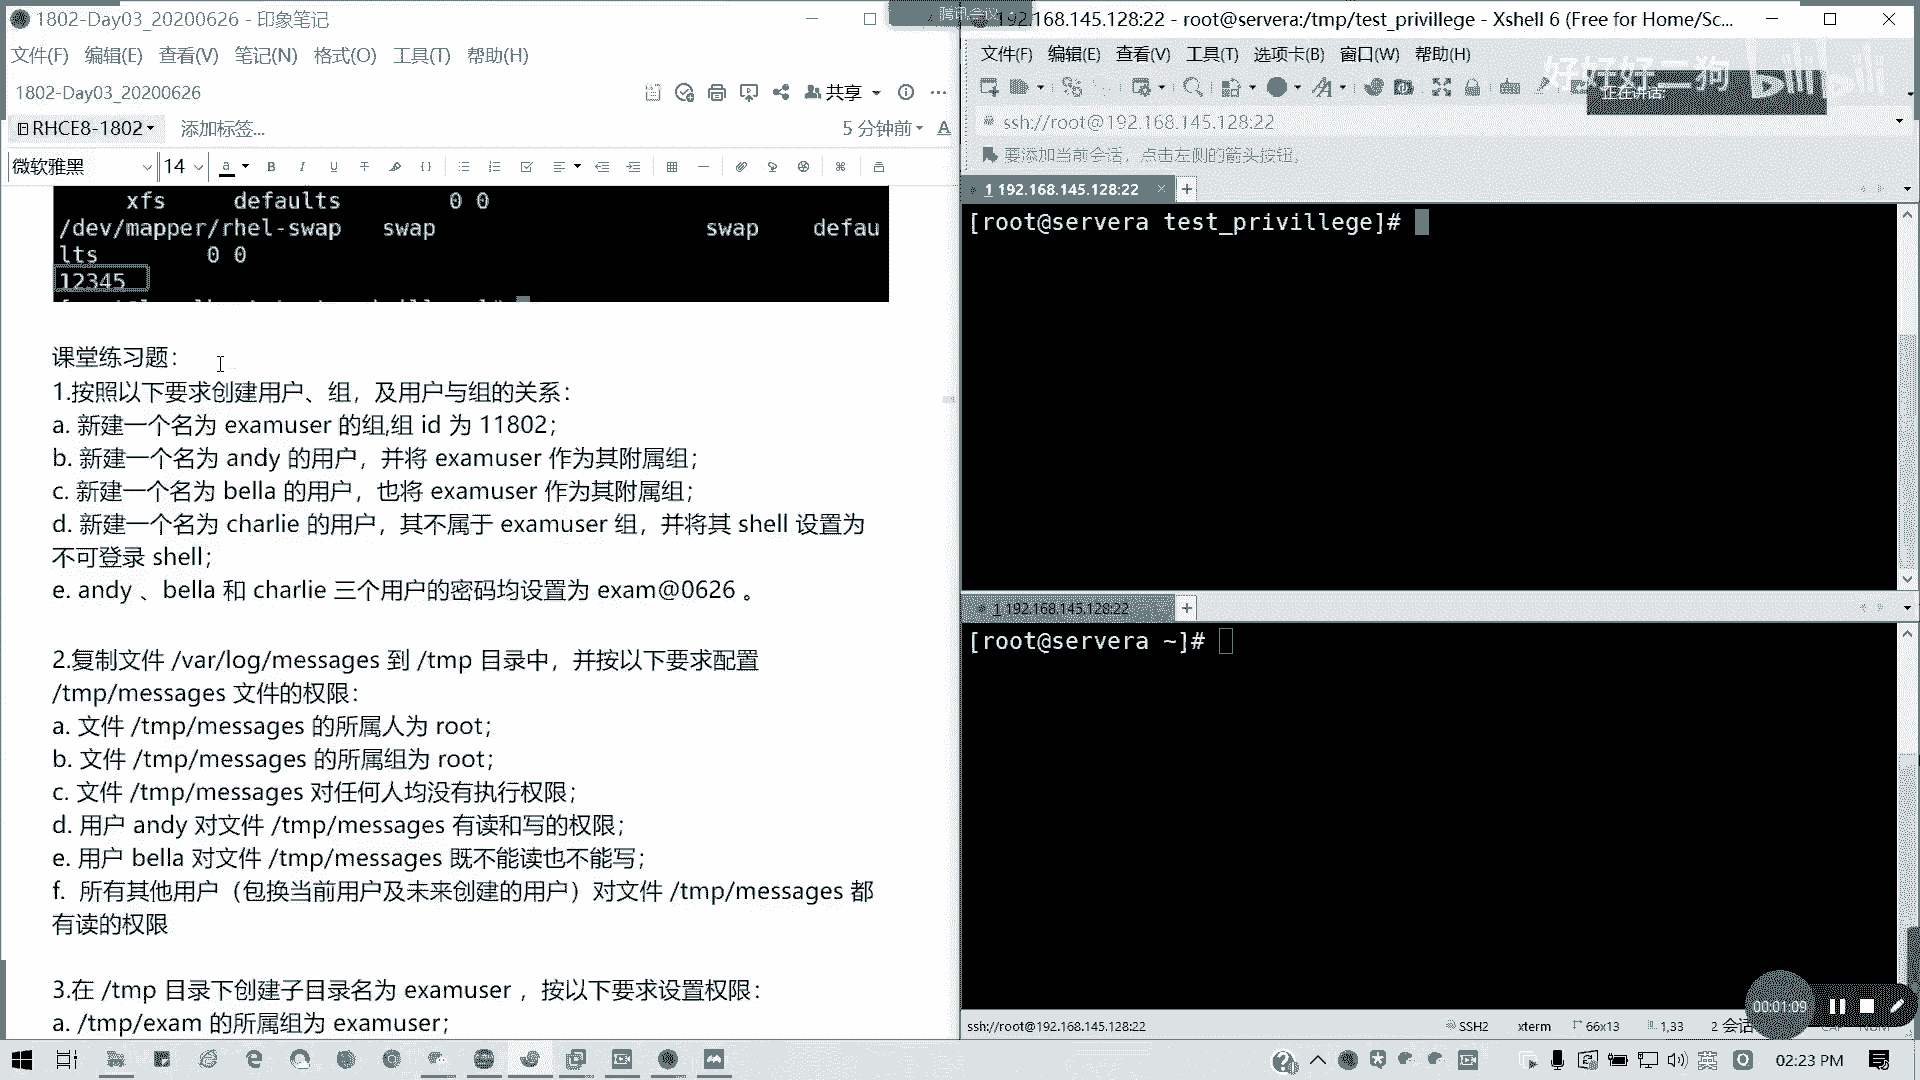 1802-Day03_20200626 - 印象笔记
文件(F) 编辑(E) 查看(V) 笔记(N) 格式(O) 工具(T) 帮助(H)
1802-Day03_20200626
共享
RHCE8-1802
添加标签...
5 分钟前
微软雅黑 14
xfs defaults 0 0
/dev/mapper/rhel-swap swap swap defau
lts 0 0
12345
课堂练习题：
1.按照以下要求创建用户、组，及用户与组的关系：
a. 新建一个名为 examuser 的组,组 id 为 11802；
b. 新建一个名为 andy 的用户，并将 examuser 作为其附属组；
c. 新建一个名为 bella 的用户，也将 examuser 作为其附属组；
d. 新建一个名为 charlie 的用户，其不属于 examuser 组，并将其 shell 设置为
不可登录 shell；
e. andy 、bella 和 charlie 三个用户的密码均设置为 exam@0626 。
2.复制文件 /var/log/messages 到 /tmp 目录中，并按以下要求配置
/tmp/messages 文件的权限：
a. 文件 /tmp/messages 的所属人为 root；
b. 文件 /tmp/messages 的所属组为 root；
c. 文件 /tmp/messages 对任何人均没有执行权限；
d. 用户 andy 对文件 /tmp/messages 有读和写的权限；
e. 用户 bella 对文件 /tmp/messages 既不能读也不能写；
f. 所有其他用户（包换当前用户及未来创建的用户）对文件 /tmp/messages 都
有读的权限
3.在 /tmp 目录下创建子目录名为 examuser ，按以下要求设置权限：
a. /tmp/exam 的所属组为 examuser；
腾讯会议
192.168.145.128:22 - root@servera:/tmp/test_privillege - Xshell 6 (Free for Home/Sc...
文件(F) 编辑(E) 查看(V) 工具(T) 选项卡(B) 窗口(W) 帮助(H)
好好好二狗 bilibili
正在讲话:
ssh://root@192.168.145.128:22
要添加当前会话，点击左侧的箭头按钮。
1 192.168.145.128:22
[root@servera test_privillege]#
1 192.168.145.128:22
[root@servera ~]#
00:01:09
ssh://root@192.168.145.128:22 SSH2 xterm 66x13 1,33 2 会话
英
02:23 PM